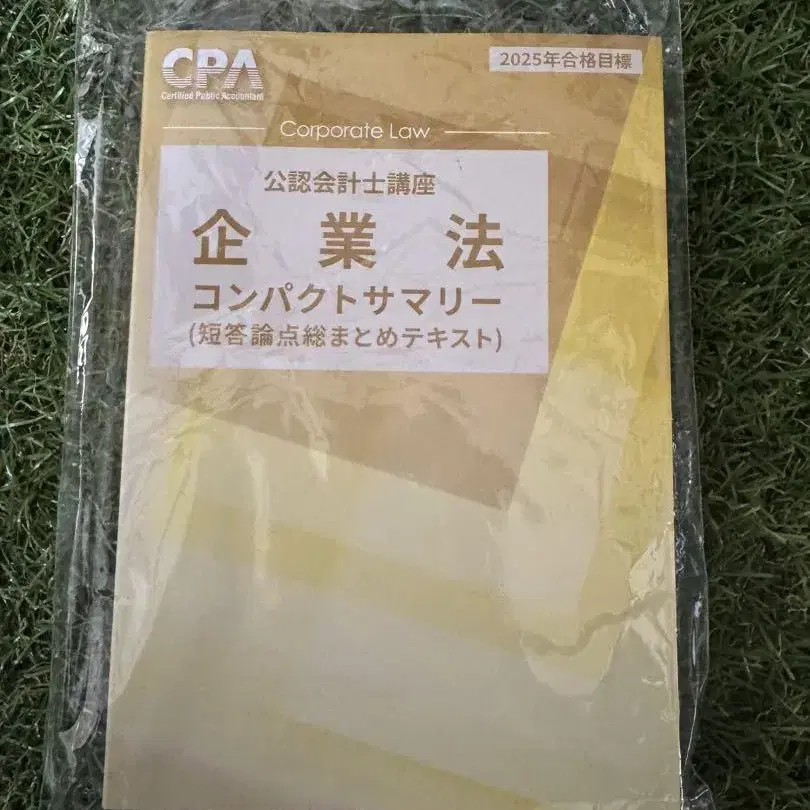 CPA
Certified Public Accountant
2025年合格目標
Corporate Law
公認会計士講座
企業法
コンパクトサマリー
(短答論点総まとめテキスト)